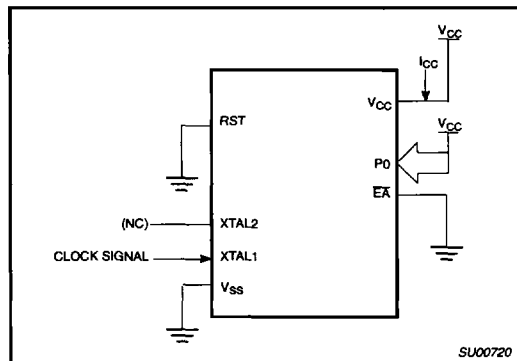 VCC
ICC
VCC
RST
VCC
P0
EA
(NC)
XTAL2
CLOCK SIGNAL
XTAL1
VSS
SU00720